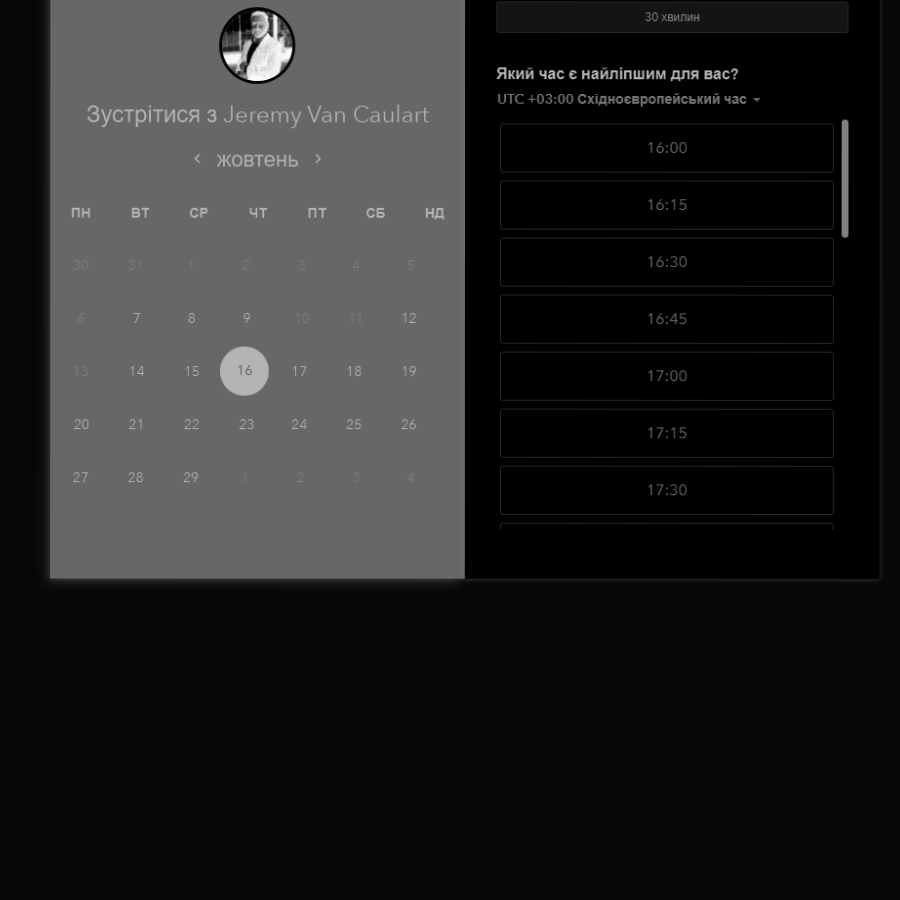 Зустрітися з Jeremy Van Caulart
жовтень
ПН ВТ СР ЧТ ПТ СБ НД
30 31 1 2 3 4 5
6 7 8 9 10 11 12
13 14 15 16 17 18 19
20 21 22 23 24 25 26
27 28 29 1 2 3 4
30 хвилин
Який час є найліпшим для вас?
UTC +03:00 Східноєвропейський час
16:00
16:15
16:30
16:45
17:00
17:15
17:30